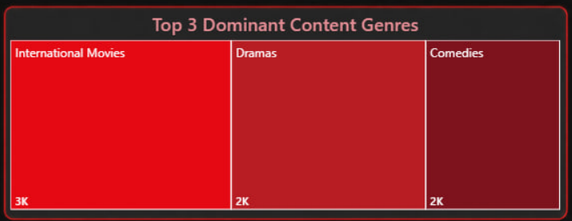 Top 3 Dominant Content Genres
International Movies
Dramas
Comedies
3K
2K
2K